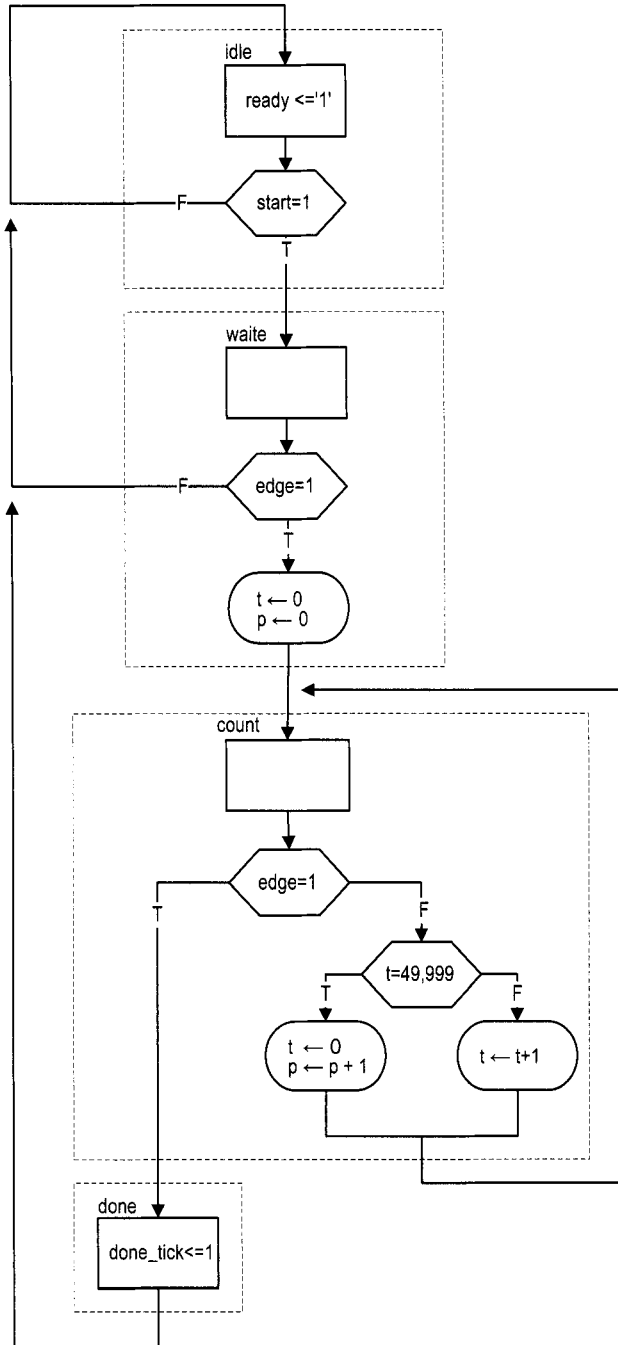 idle
ready <='1'
F
start=1
T
waite
F
edge=1
T
t ← 0
p ← 0
count
edge=1
T
F
t=49,999
T
F
t ← 0
p ← p + 1
t ← t+1
done
done_tick<=1